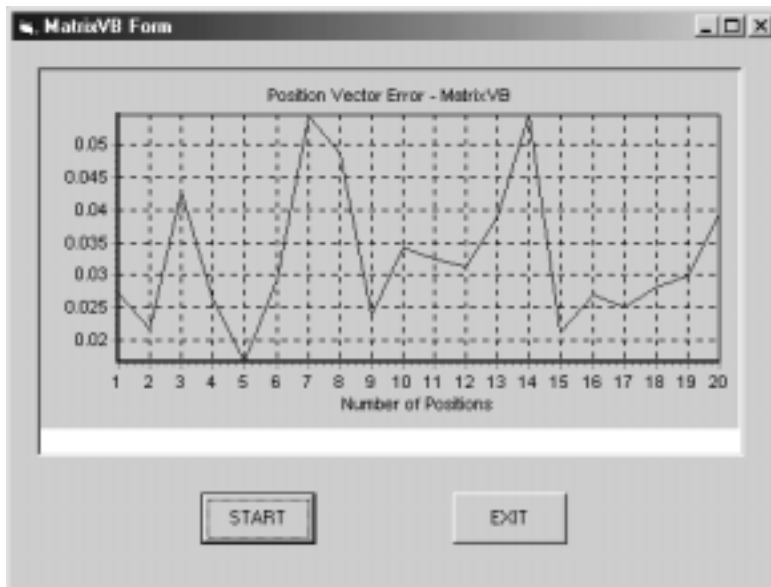 MatrixVB Form
Position Vector Error - MatrixVB
0.05
0.045
0.04
0.035
0.03
0.025
0.02
1 2 3 4 5 6 7 8 9 10 11 12 13 14 15 16 17 18 19 20
Number of Positions
START EXIT